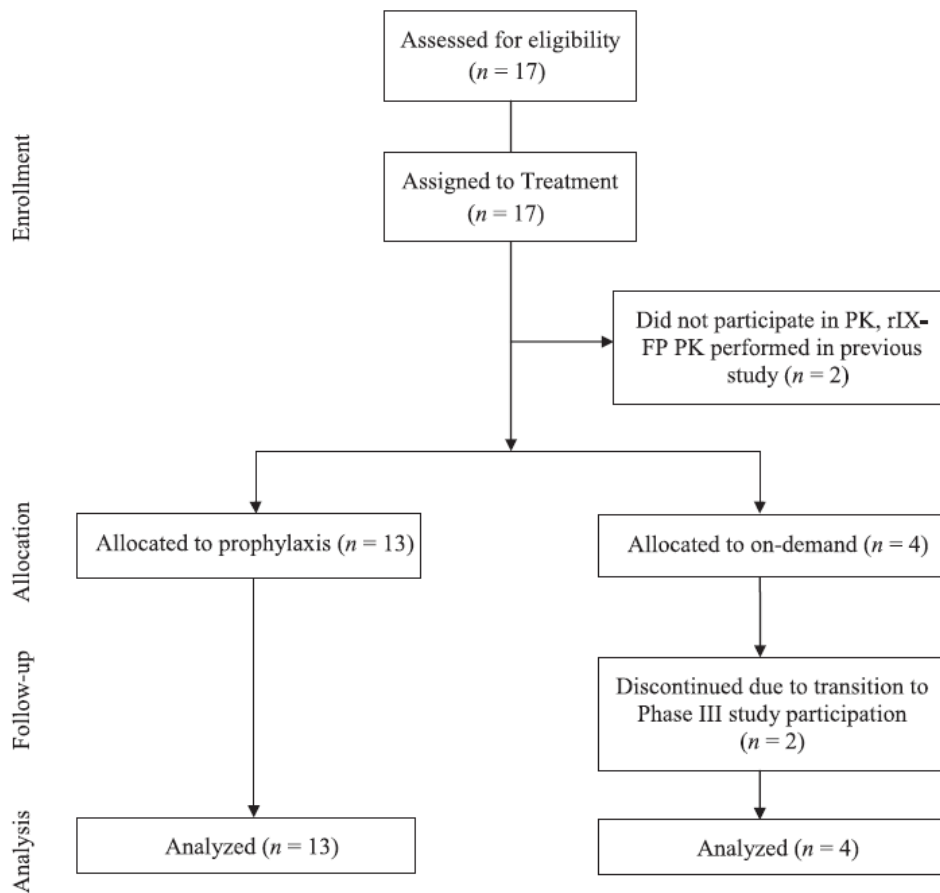 Assessed for eligibility
(n = 17)
Enrollment
Assigned to Treatment
(n = 17)
Did not participate in PK, rIX-
FP PK performed in previous
study (n = 2)
Allocation
Allocated to prophylaxis (n = 13)
Allocated to on-demand (n = 4)
Follow-up
Discontinued due to transition to
Phase III study participation
(n = 2)
Analysis
Analyzed (n = 13)
Analyzed (n = 4)